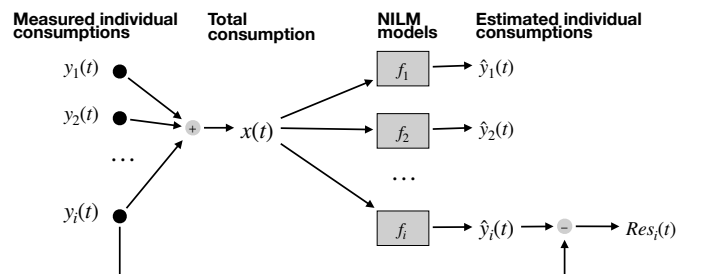 Measured individual consumptions
Total consumption
NILM models
Estimated individual consumptions
y₁(t)
f₁
ŷ₁(t)
y₂(t)
+
x(t)
f₂
ŷ₂(t)
...
...
yᵢ(t)
fᵢ
ŷᵢ(t)
−
Resᵢ(t)